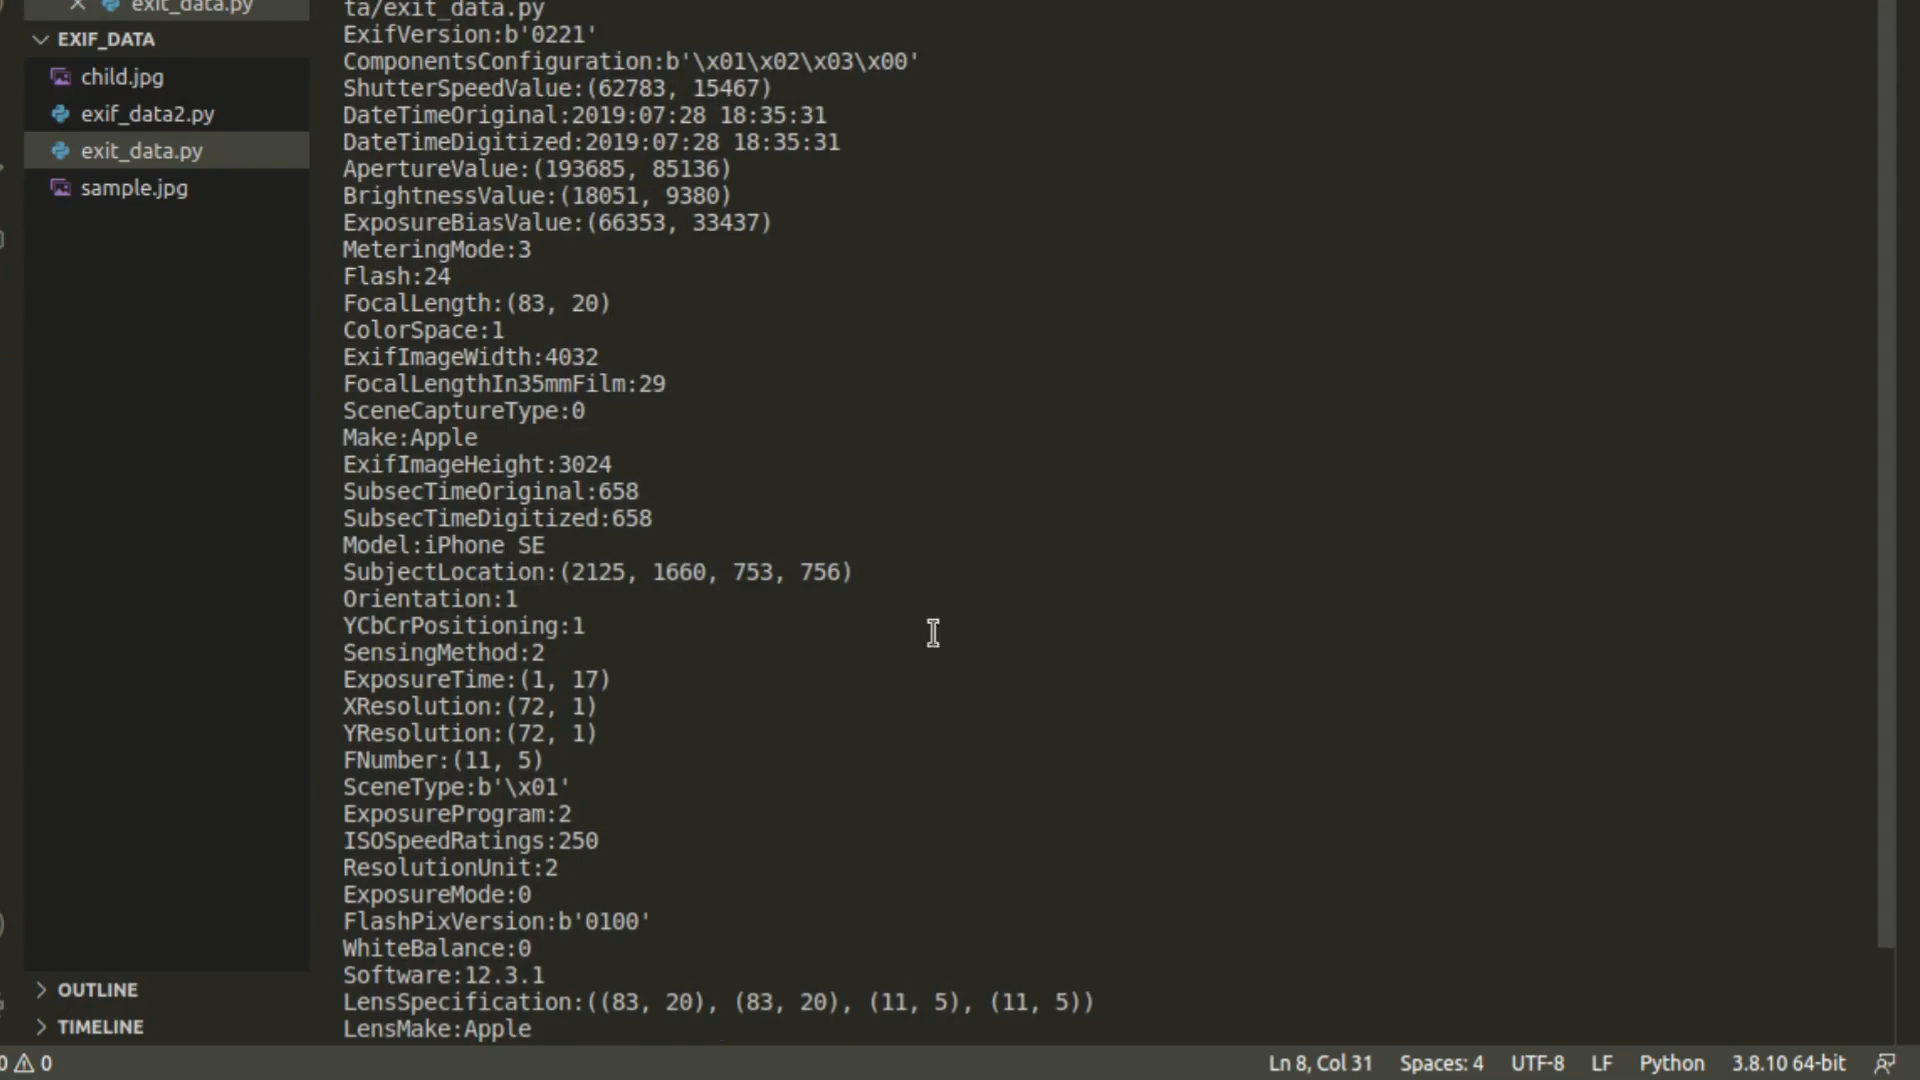 exit_data.py
EXIF_DATA
child.jpg
exif_data2.py
exit_data.py
sample.jpg
OUTLINE
TIMELINE
ta/exit_data.py
ExifVersion:b'0221'
ComponentsConfiguration:b'\x01\x02\x03\x00'
ShutterSpeedValue:(62783, 15467)
DateTimeOriginal:2019:07:28 18:35:31
DateTimeDigitized:2019:07:28 18:35:31
ApertureValue:(193685, 85136)
BrightnessValue:(18051, 9380)
ExposureBiasValue:(66353, 33437)
MeteringMode:3
Flash:24
FocalLength:(83, 20)
ColorSpace:1
ExifImageWidth:4032
FocalLengthIn35mmFilm:29
SceneCaptureType:0
Make:Apple
ExifImageHeight:3024
SubsecTimeOriginal:658
SubsecTimeDigitized:658
Model:iPhone SE
SubjectLocation:(2125, 1660, 753, 756)
Orientation:1
YCbCrPositioning:1
SensingMethod:2
ExposureTime:(1, 17)
XResolution:(72, 1)
YResolution:(72, 1)
FNumber:(11, 5)
SceneType:b'\x01'
ExposureProgram:2
ISOSpeedRatings:250
ResolutionUnit:2
ExposureMode:0
FlashPixVersion:b'0100'
WhiteBalance:0
Software:12.3.1
LensSpecification:((83, 20), (83, 20), (11, 5), (11, 5))
LensMake:Apple
0 0 Ln 8, Col 31 Spaces: 4 UTF-8 LF Python 3.8.10 64-bit